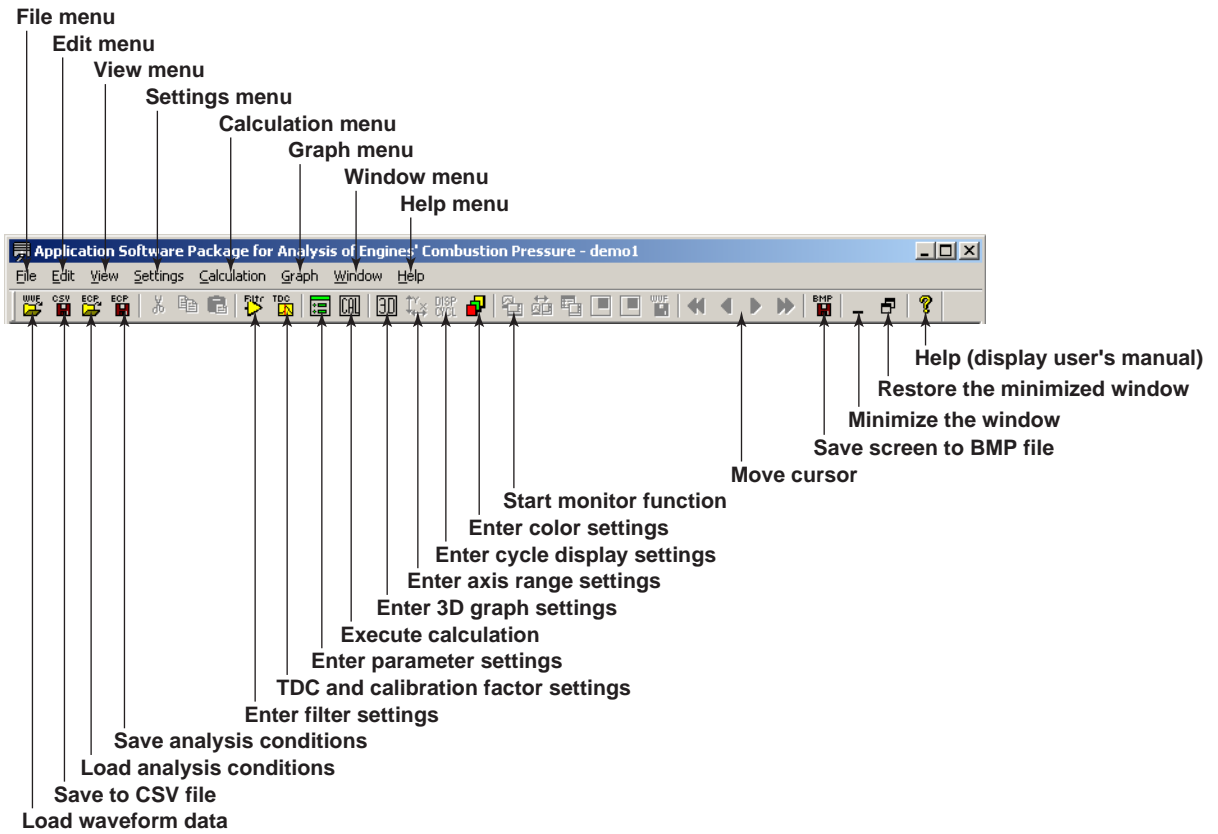 File menu
Edit menu
View menu
Settings menu
Calculation menu
Graph menu
Window menu
Help menu
Application Software Package for Analysis of Engines' Combustion Pressure - demo1
File Edit View Settings Calculation Graph Window Help
WVF CSV ECP ECP Filtr TDC CAL 3D Y X DISP CYCL WVF BMP ?
Help (display user's manual)
Restore the minimized window
Minimize the window
Save screen to BMP file
Move cursor
Start monitor function
Enter color settings
Enter cycle display settings
Enter axis range settings
Enter 3D graph settings
Execute calculation
Enter parameter settings
TDC and calibration factor settings
Enter filter settings
Save analysis conditions
Load analysis conditions
Save to CSV file
Load waveform data